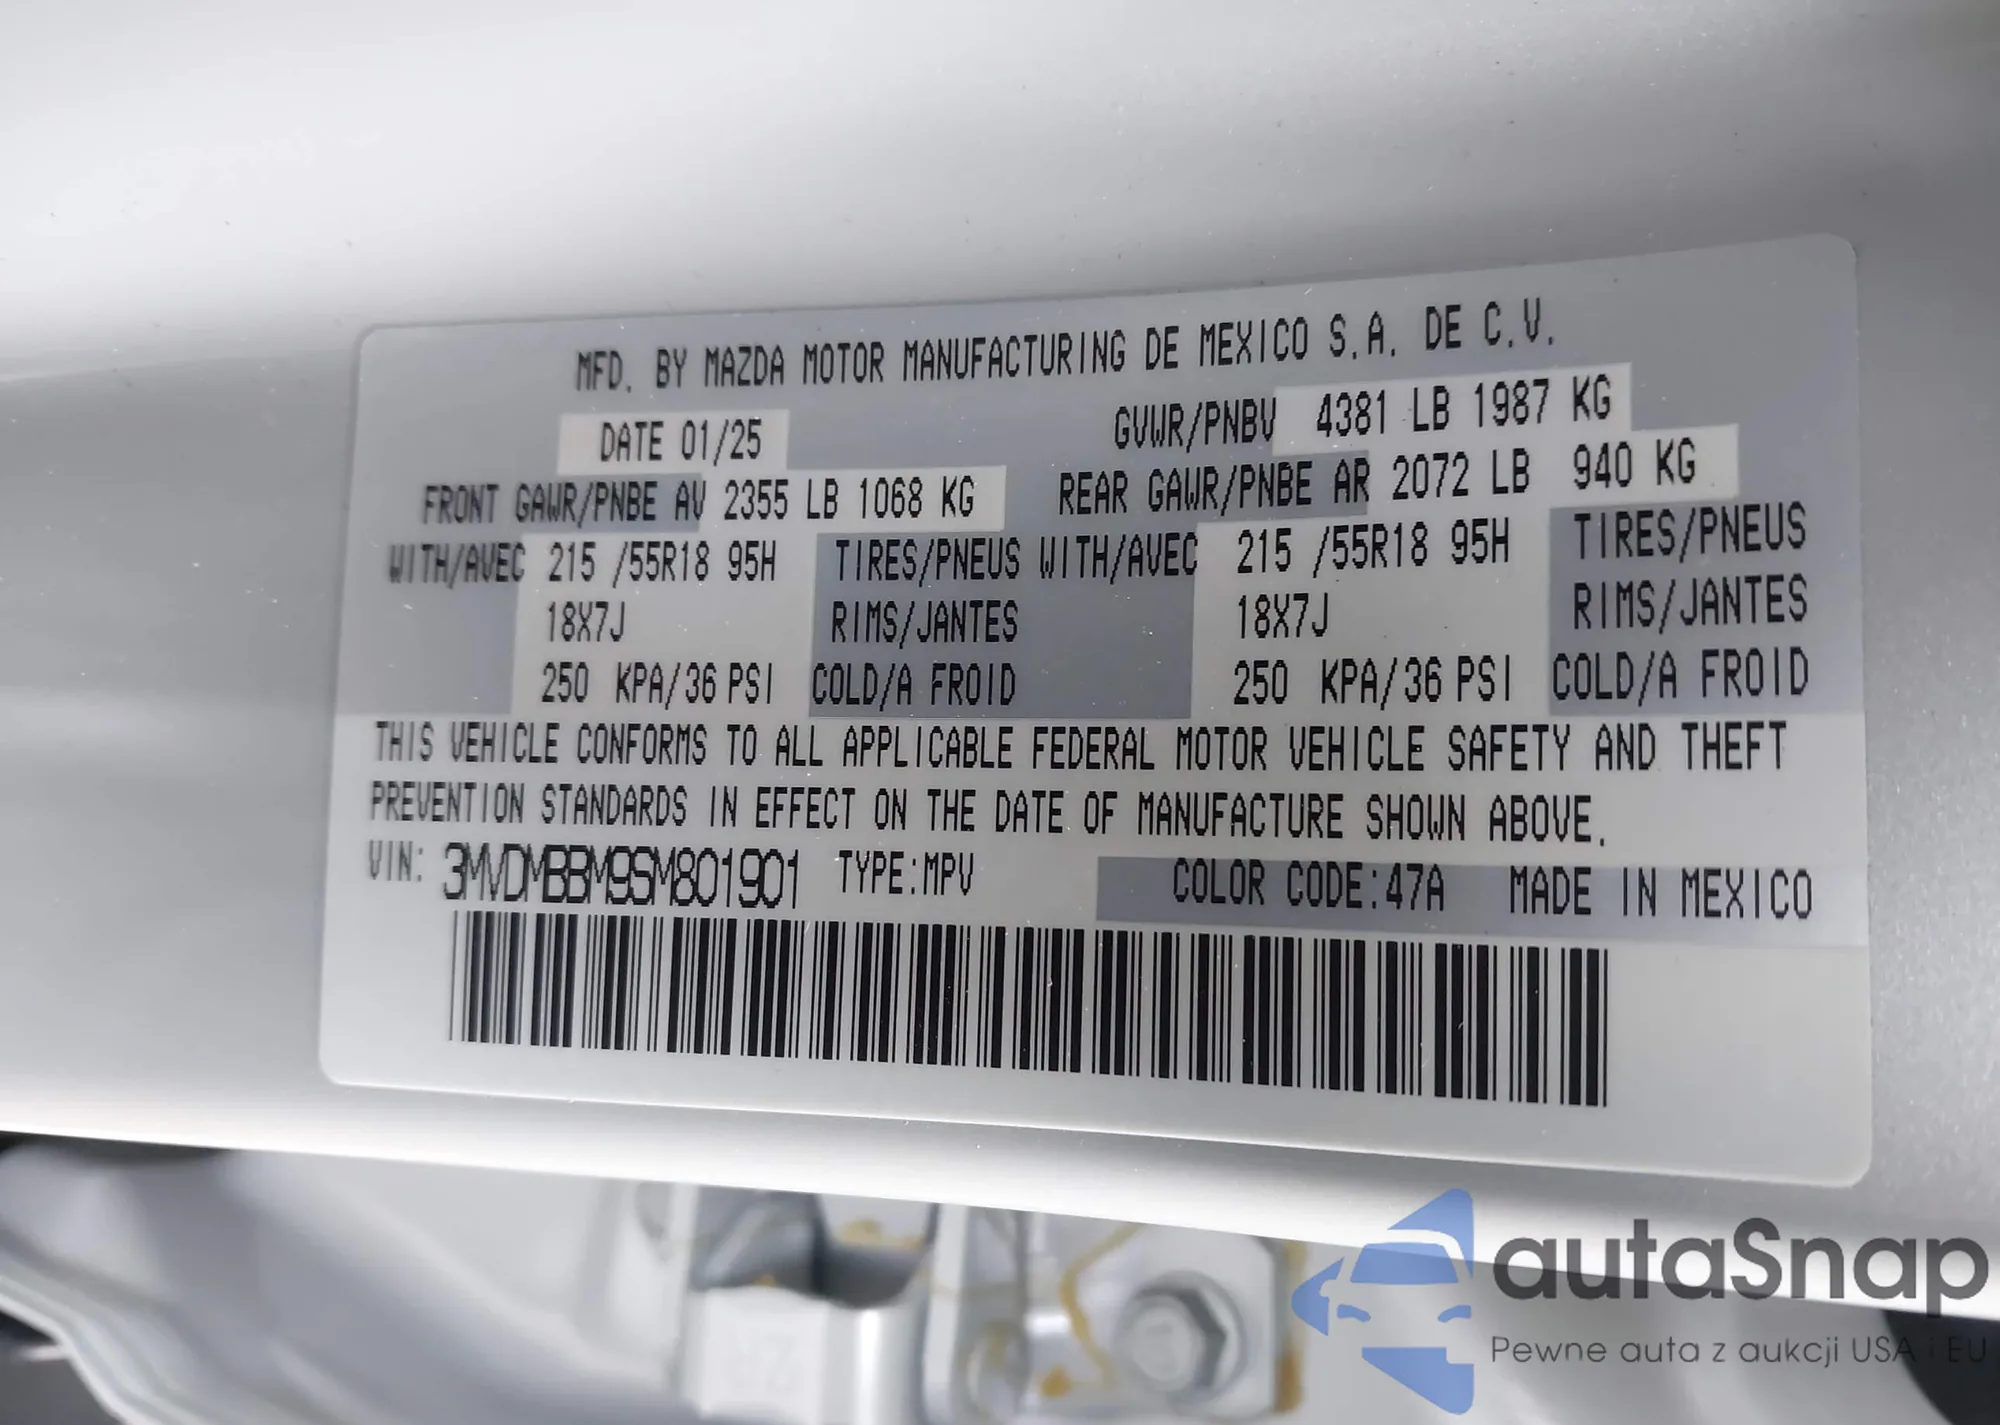 MFD. BY MAZDA MOTOR MANUFACTURING DE MEXICO S.A. DE C.V.
DATE 01/25 GVWR/PNBV 4381 LB 1987 KG
FRONT GAWR/PNBE AV 2355 LB 1068 KG REAR GAWR/PNBE AR 2072 LB 940 KG
WITH/AVEC 215 /55R18 95H TIRES/PNEUS WITH/AVEC 215 /55R18 95H TIRES/PNEUS
18X7J RIMS/JANTES 18X7J RIMS/JANTES
250 KPA/36 PSI COLD/A FROID 250 KPA/36 PSI COLD/A FROID
THIS VEHICLE CONFORMS TO ALL APPLICABLE FEDERAL MOTOR VEHICLE SAFETY AND THEFT
PREVENTION STANDARDS IN EFFECT ON THE DATE OF MANUFACTURE SHOWN ABOVE.
VIN: 3MVDMBBM9SM801901 TYPE:MPV COLOR CODE:47A MADE IN MEXICO
autaSnap
Pewne auta z aukcji USA i EU